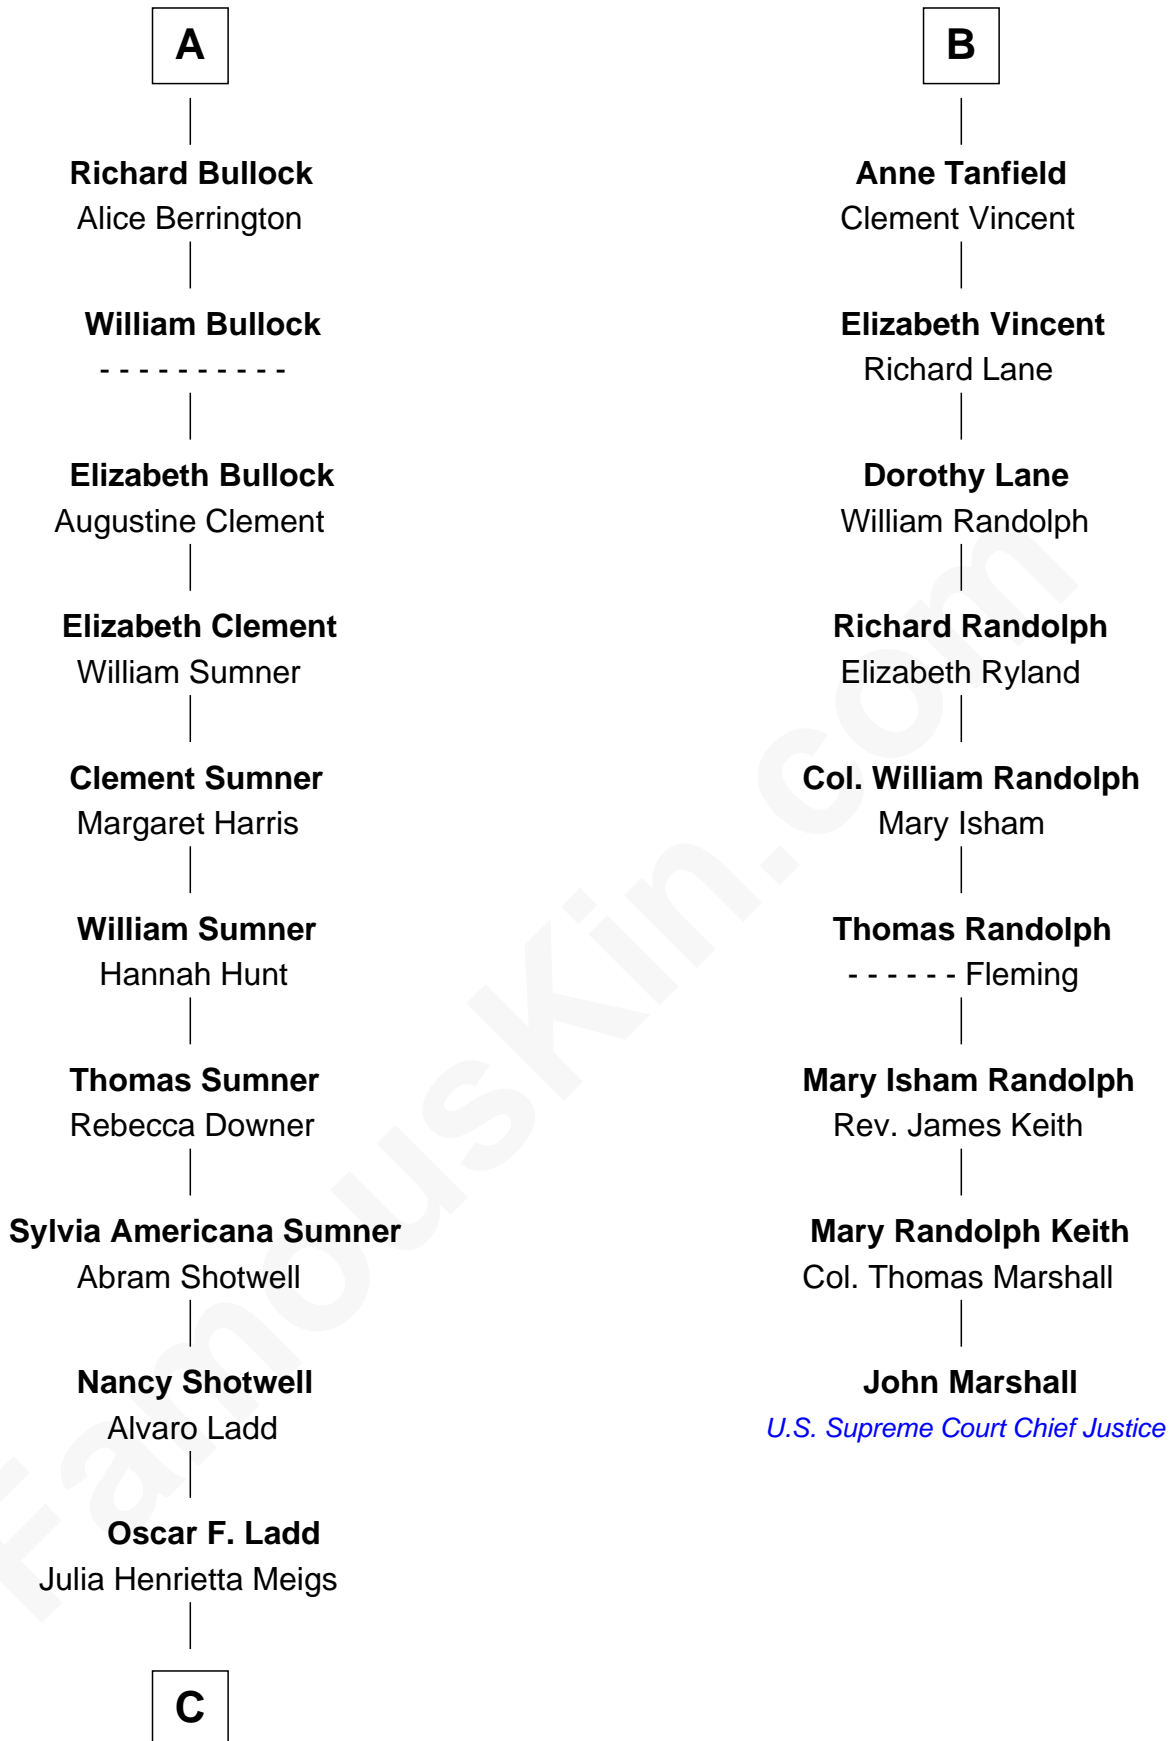 A
Richard Bullock
Alice Berrington
William Bullock
- - - - - - - - - -
Elizabeth Bullock
Augustine Clement
Elizabeth Clement
William Sumner
Clement Sumner
Margaret Harris
William Sumner
Hannah Hunt
Thomas Sumner
Rebecca Downer
Sylvia Americana Sumner
Abram Shotwell
Nancy Shotwell
Alvaro Ladd
Oscar F. Ladd
Julia Henrietta Meigs
C
B
Anne Tanfield
Clement Vincent
Elizabeth Vincent
Richard Lane
Dorothy Lane
William Randolph
Richard Randolph
Elizabeth Ryland
Col. William Randolph
Mary Isham
Thomas Randolph
- - - - - - Fleming
Mary Isham Randolph
Rev. James Keith
Mary Randolph Keith
Col. Thomas Marshall
John Marshall
U.S. Supreme Court Chief Justice
FamousKin.com